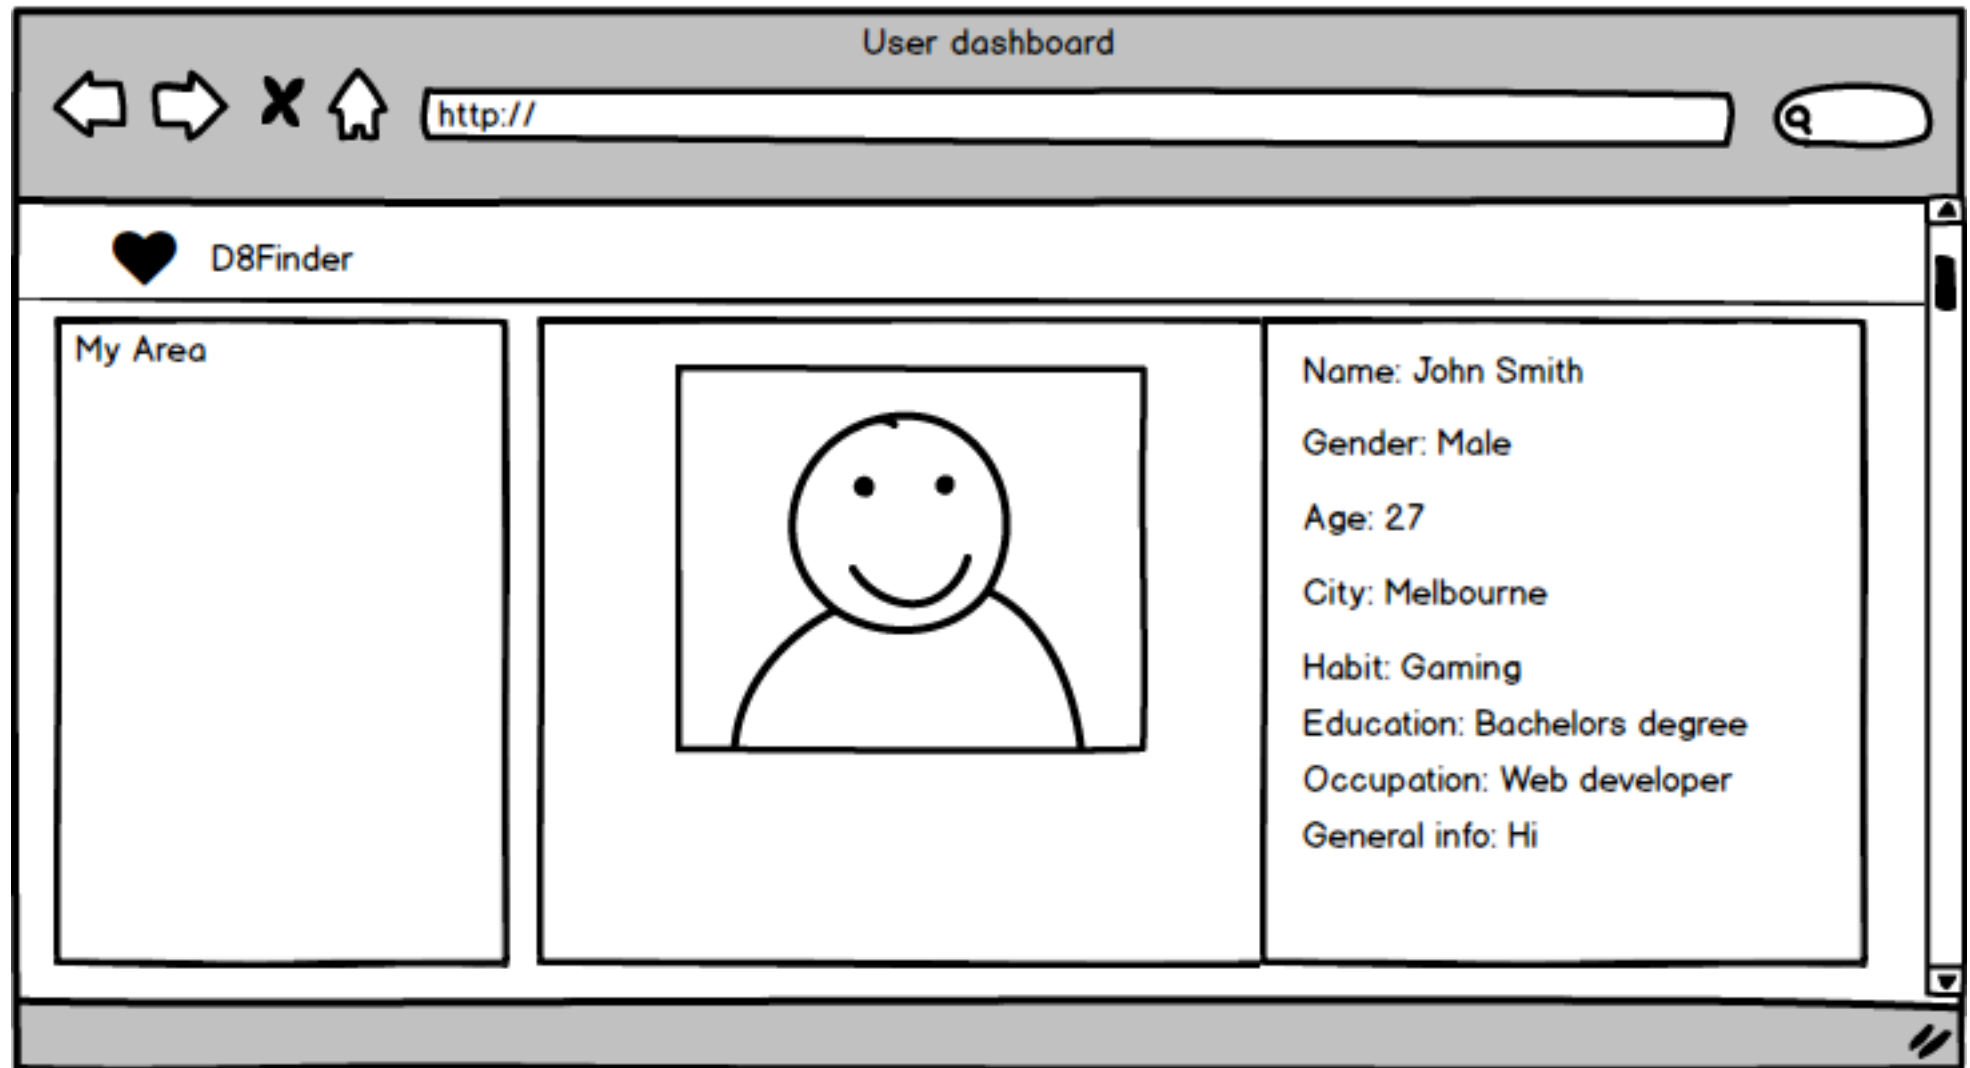 User dashboard
http://
D8Finder
My Area
Name: John Smith
Gender: Male
Age: 27
City: Melbourne
Habit: Gaming
Education: Bachelors degree
Occupation: Web developer
General info: Hi